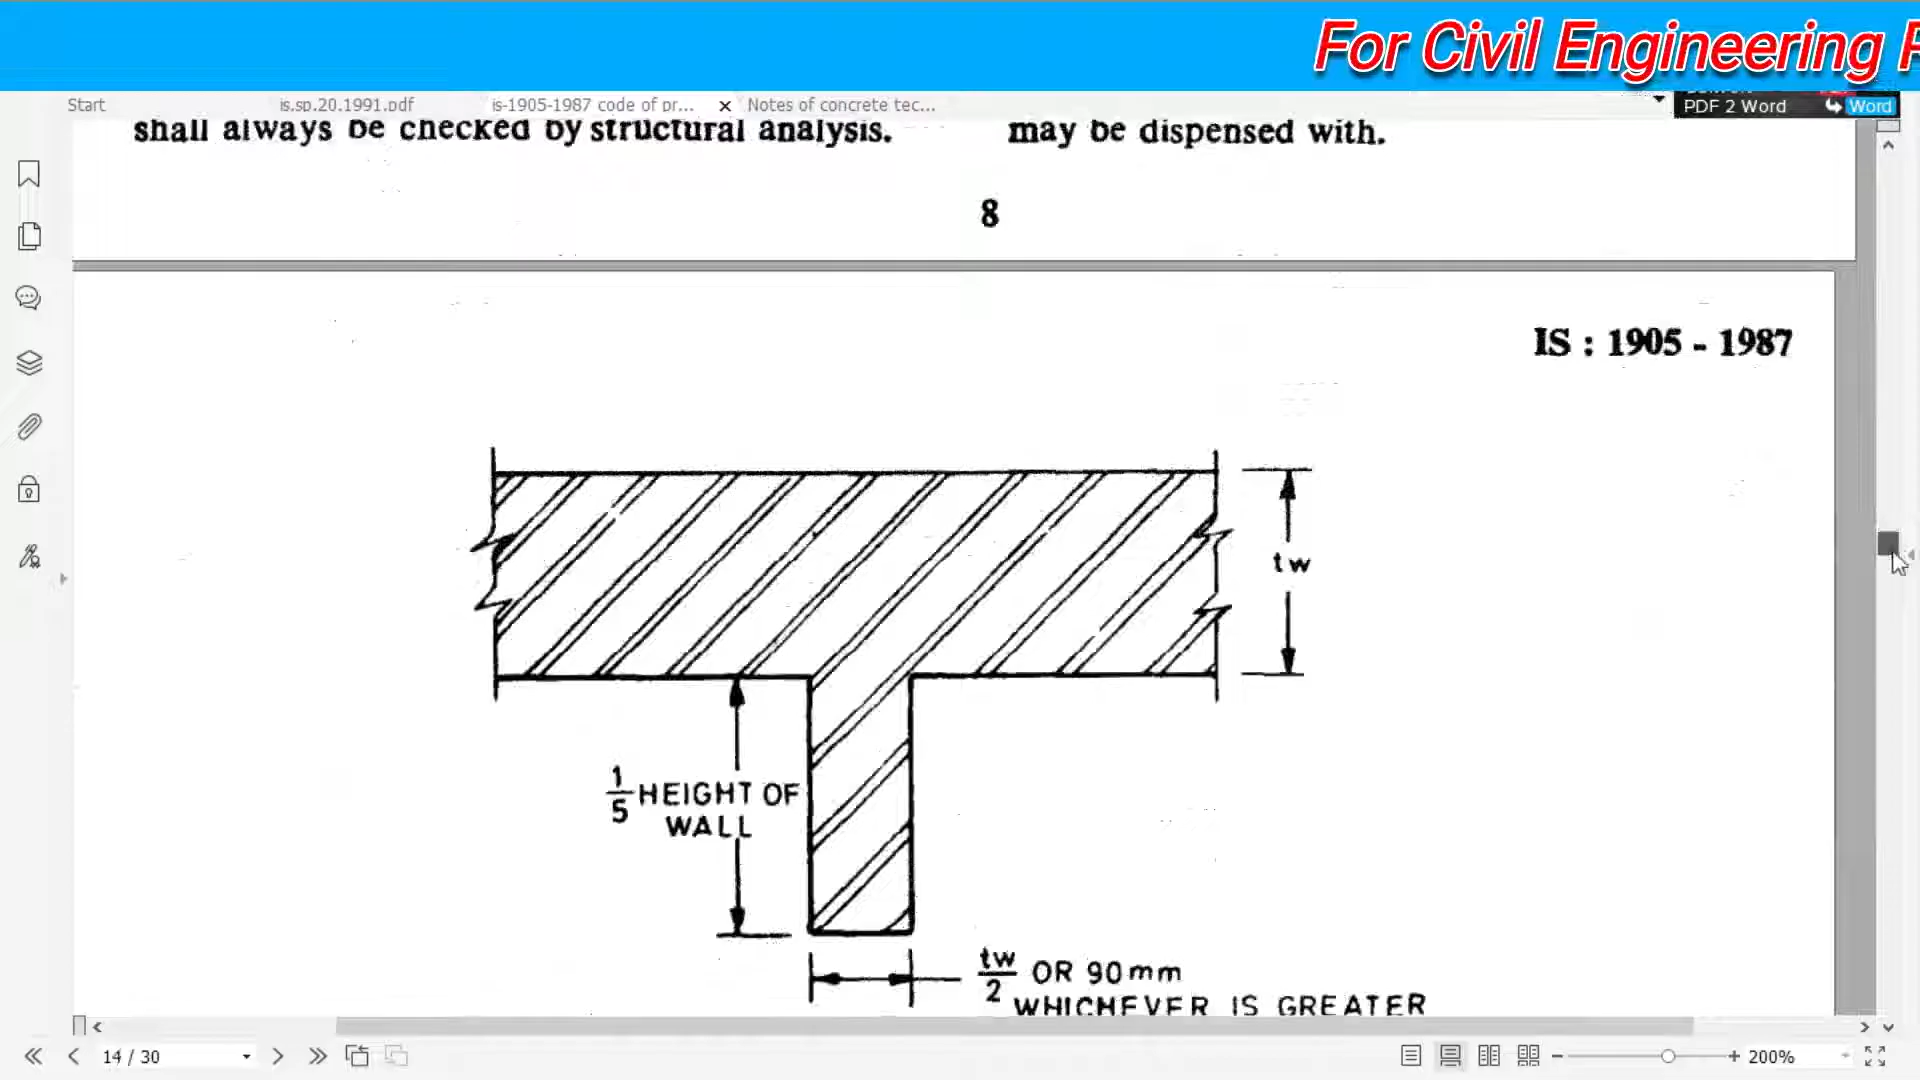 For Civil Engineering
Start
is.sp.20.1991.pdf
is-1905-1987 code of pr...
Notes of concrete tec...
PDF 2 Word
Word
shall always be checked by structural analysis.
may be dispensed with.
8
IS : 1905 - 1987
tw
1/5 HEIGHT OF
WALL
tw/2 OR 90mm
WHICHEVER IS GREATER
14 / 30
200%